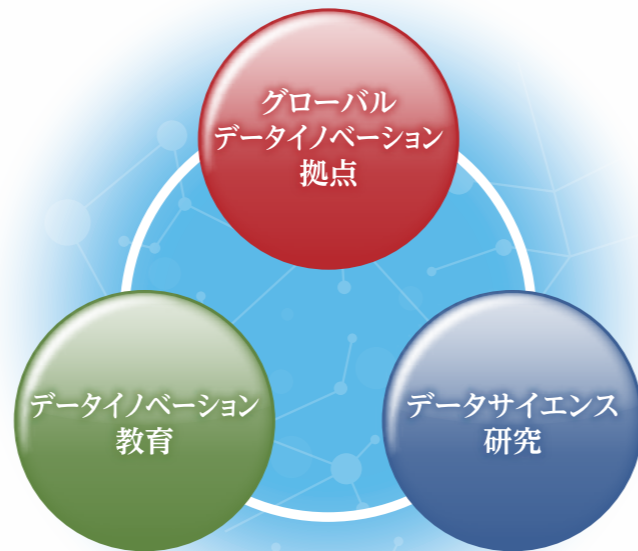 グローバル
データイノベーション
拠点
データイノベーション
教育
データサイエンス
研究